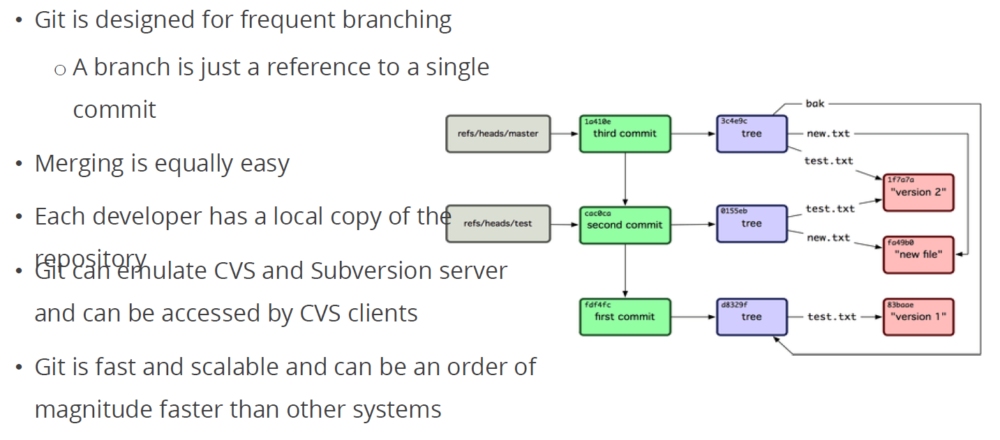 • Git is designed for frequent branching
o A branch is just a reference to a single
commit
• Merging is equally easy
• Each developer has a local copy of the
repository
• Git can emulate CVS and Subversion server
and can be accessed by CVS clients
• Git is fast and scalable and can be an order of
magnitude faster than other systems
bak
refs/heads/master
1a410e
third commit
3c4e9c
tree
new.txt
test.txt
1f7a7a
"version 2"
refs/heads/test
cac0ca
second commit
0155eb
tree
test.txt
new.txt
fa49b0
"new file"
fdf4fc
first commit
d8329f
tree
test.txt
83baae
"version 1"